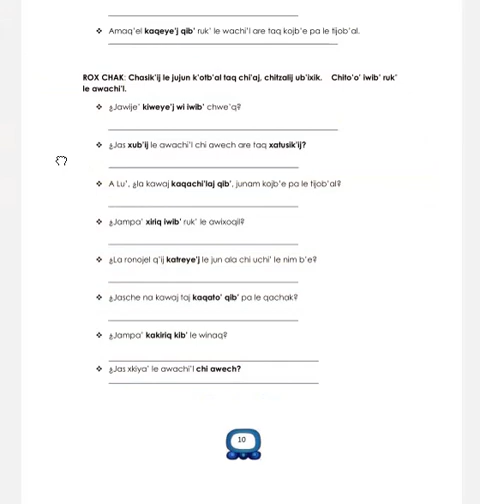 ❖ Amaq'el kaqeye'j qib' ruk' le wachi'l are taq kojb'e pa le tijob'al.
ROX CHAK: Chasik'ij le jujun k'otb'al taq chi'aj, chitzalij ub'ixik. Chito'o' iwib' ruk'
le awachi'l.
❖ ¿Jawije' kiweye'j wi iwib' chwe'q?
❖ ¿Jas xub'ij le awachi'l chi awech are taq xatusik'ij?
❖ A Lu', ¿la kawaj kaqachi'laj qib', junam kojb'e pa le tijob'al?
❖ ¿Jampa' xiriq iwib' ruk' le awixoqil?
❖ ¿La ronojel q'ij katreye'j le jun ala chi uchi' le nim b'e?
❖ ¿Jasche na kawaj taj kaqato' qib' pa le qachak?
❖ ¿Jampa' kakiriq kib' le winaq?
❖ ¿Jas xkiya' le awachi'l chi awech?
10